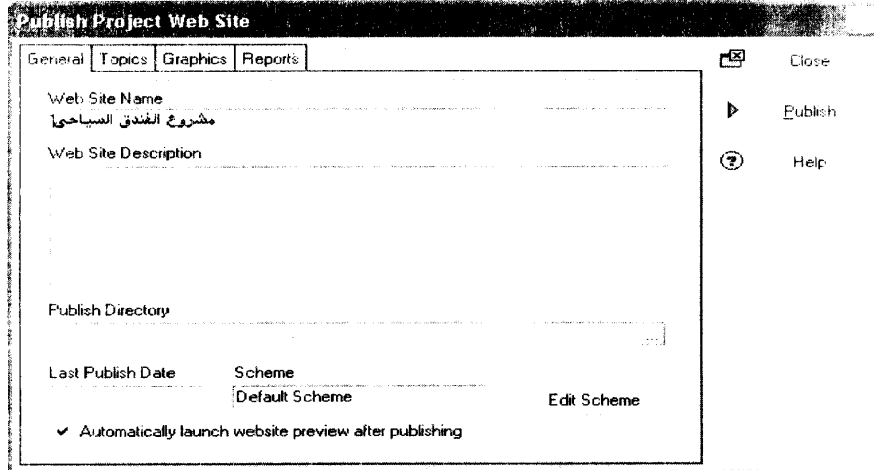 Publish Project Web Site
General Topics Graphics Reports
Close
Web Site Name
مشروع الفندق السياحى
Publish
Web Site Description
Help
Publish Directory
...
Last Publish Date Scheme
Default Scheme Edit Scheme
Automatically launch website preview after publishing